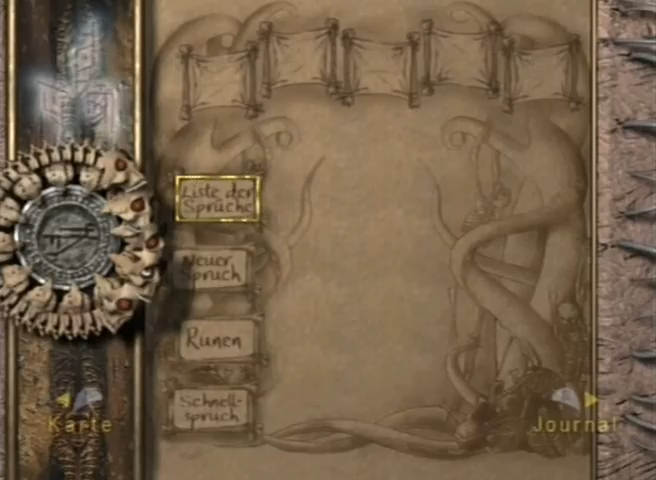 Liste der
Sprüche
Neuer
Spruch
Runen
Schnell-
spruch
Karte
Journal